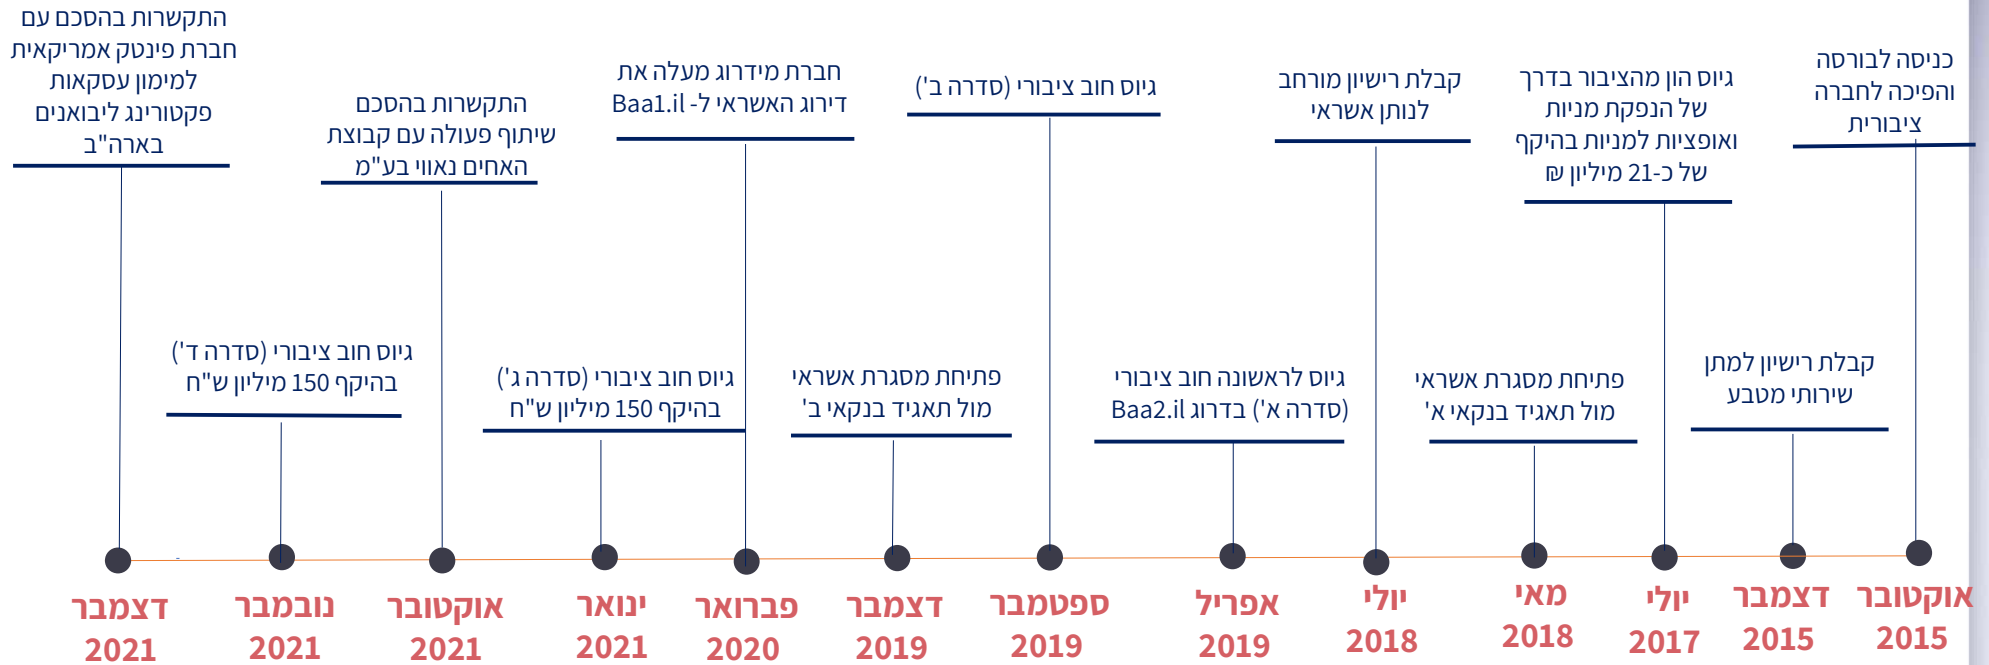 כניסה לבורסה
והפיכה לחברה
ציבורית
אוקטובר
2015
קבלת רישיון למתן
שירותי מטבע
דצמבר
2015
גיוס הון מהציבור בדרך
של הנפקת מניות
ואופציות למניות בהיקף
של כ-21 מיליון ₪
יולי
2017
פתיחת מסגרת אשראי
מול תאגיד בנקאי א'
מאי
2018
קבלת רישיון מורחב
לנותן אשראי
יולי
2018
גיוס לראשונה חוב ציבורי
(סדרה א') בדרוג Baa2.il
אפריל
2019
גיוס חוב ציבורי (סדרה ב')
ספטמבר
2019
פתיחת מסגרת אשראי
מול תאגיד בנקאי ב'
דצמבר
2019
חברת מידרוג מעלה את
דירוג האשראי ל- Baa1.il
פברואר
2020
גיוס חוב ציבורי (סדרה ג')
בהיקף 150 מיליון ש"ח
ינואר
2021
התקשרות בהסכם
שיתוף פעולה עם קבוצת
האחים נאווי בע"מ
אוקטובר
2021
גיוס חוב ציבורי (סדרה ד')
בהיקף 150 מיליון ש"ח
נובמבר
2021
התקשרות בהסכם עם
חברת פינטק אמריקאית
למימון עסקאות
פקטורינג ליבואנים
בארה"ב
דצמבר
2021